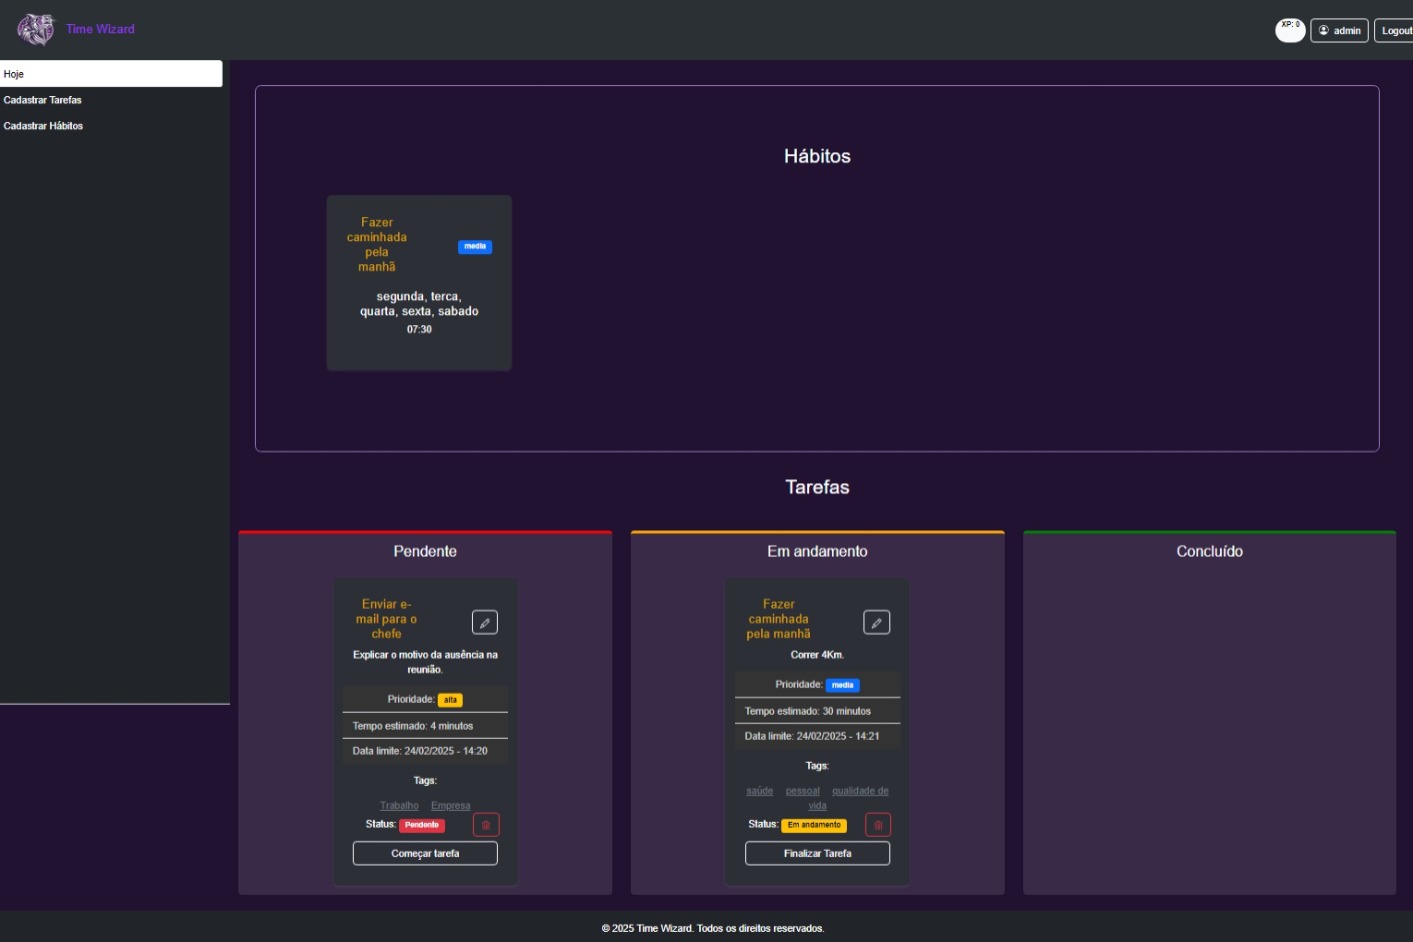 Time Wizard
XP: 0
admin
Logout
Hoje
Cadastrar Tarefas
Cadastrar Hábitos
Hábitos
Fazer
caminhada
pela
manhã
media
segunda, terca,
quarta, sexta, sabado
07:30
Tarefas
Pendente
Enviar e-
mail para o
chefe
Explicar o motivo da ausência na
reunião.
Prioridade: alta
Tempo estimado: 4 minutos
Data limite: 24/02/2025 - 14:20
Tags:
Trabalho Empresa
Status: Pendente
Começar tarefa
Em andamento
Fazer
caminhada
pela manhã
Correr 4Km.
Prioridade: media
Tempo estimado: 30 minutos
Data limite: 24/02/2025 - 14:21
Tags:
saúde pessoal qualidade de
vida
Status: Em andamento
Finalizar Tarefa
Concluído
© 2025 Time Wizard. Todos os direitos reservados.